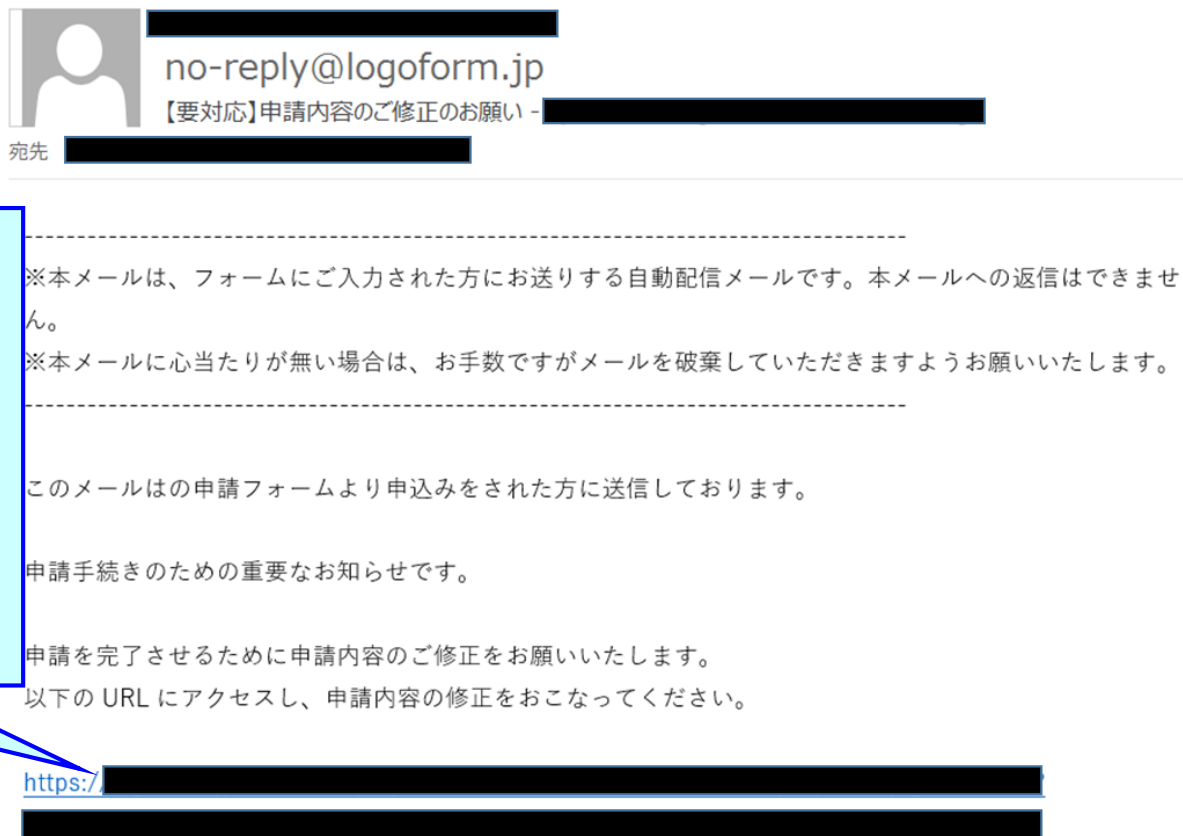 no-reply@logoform.jp
【要対応】申請内容のご修正のお願い -
宛先
--------------------------------------------------------------------------------------
※本メールは、フォームにご入力された方にお送りする自動配信メールです。本メールへの返信はできませ
ん。
※本メールに心当たりが無い場合は、お手数ですがメールを破棄していただきますようお願いいたします。
--------------------------------------------------------------------------------------
このメールはの申請フォームより申込みをされた方に送信しております。
申請手続きのための重要なお知らせです。
申請を完了させるために申請内容のご修正をお願いいたします。
以下の URL にアクセスし、申請内容の修正をおこなってください。
https:/